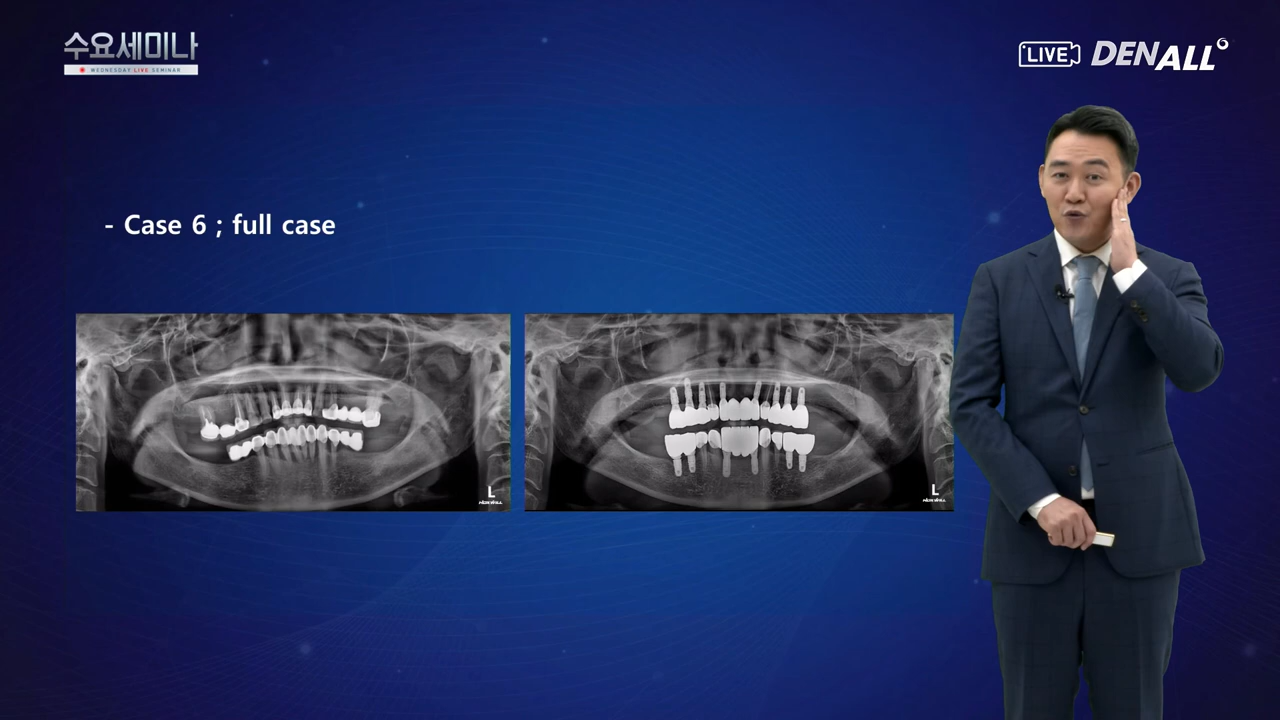 수요세미나
WEDNESDAY LIVE SEMINAR
LIVE DENALL
- Case 6 ; full case
L
L